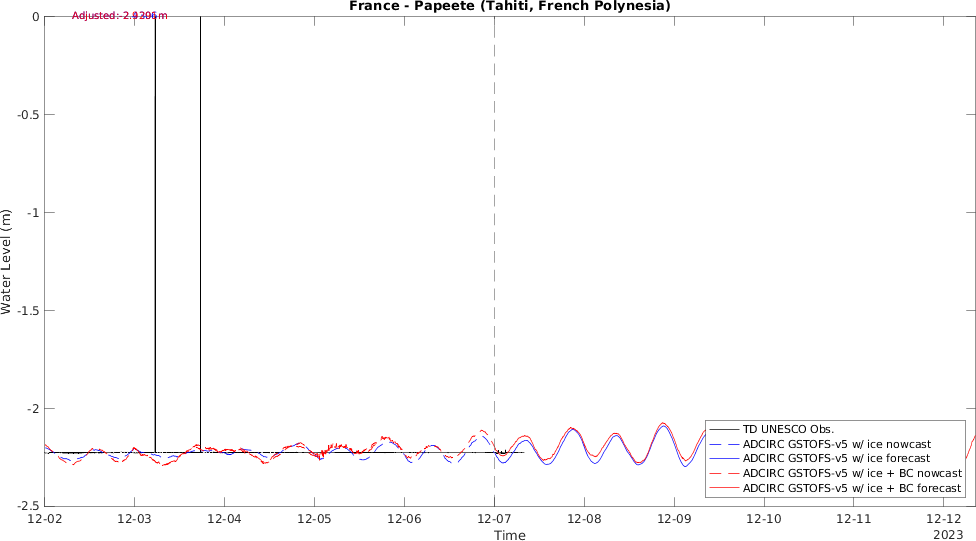 France - Papeete (Tahiti, French Polynesia)
Adjusted:
0
-0.5
-1
-1.5
-2
-2.5
Water Level (m)
TD UNESCO Obs.
ADCIRC GSTOFS-v5 w/ ice nowcast
ADCIRC GSTOFS-v5 w/ ice forecast
ADCIRC GSTOFS-v5 w/ ice + BC nowcast
ADCIRC GSTOFS-v5 w/ ice + BC forecast
12-02 12-03 12-04 12-05 12-06 12-07 12-08 12-09 12-10 12-11 12-12
2023
Time